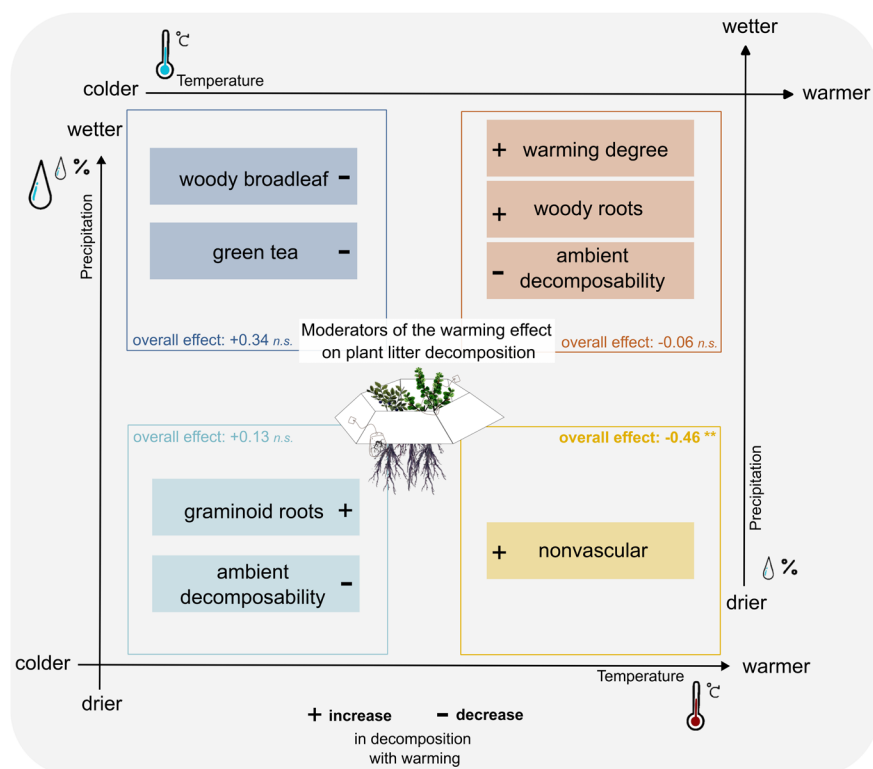 °C
Temperature
wetter
colder
warmer
wetter
%
Precipitation
woody broadleaf -
green tea -
overall effect: +0.34 n.s.
+ warming degree
+ woody roots
ambient
- decomposability
overall effect: -0.06 n.s.
Moderators of the warming effect
on plant litter decomposition
overall effect: +0.13 n.s.
graminoid roots +
ambient
decomposability -
overall effect: -0.46 **
+ nonvascular
Precipitation
%
drier
colder
warmer
Temperature
°C
drier
+ increase - decrease
in decomposition
with warming